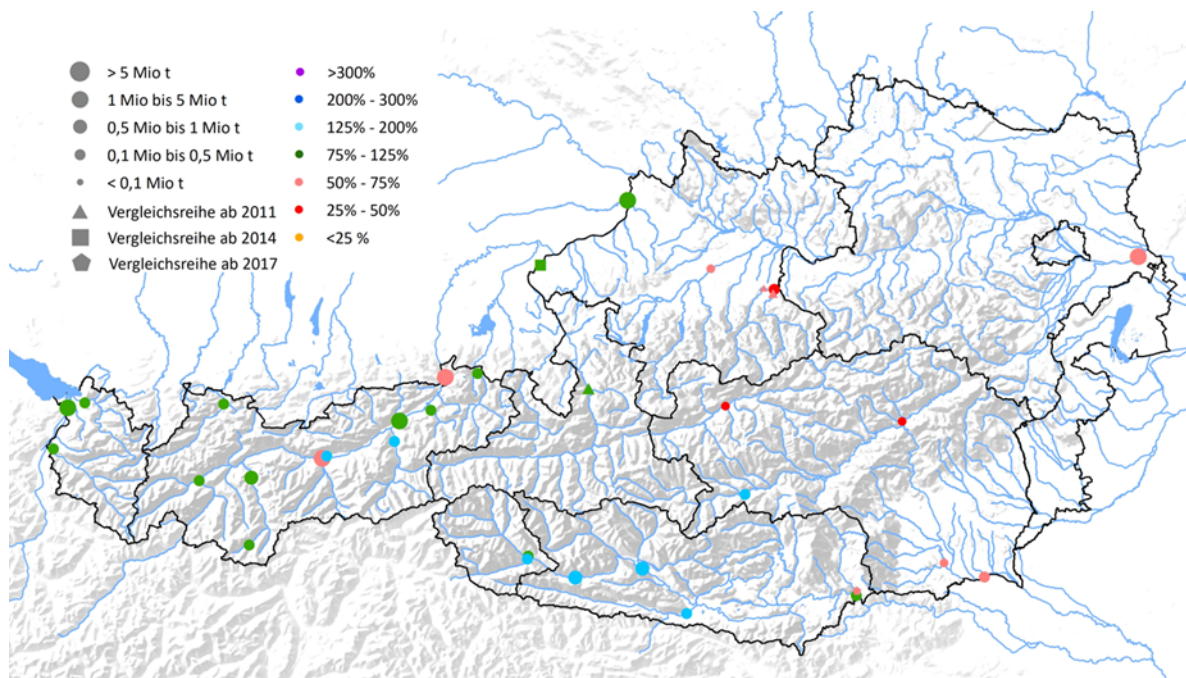 > 5 Mio t
1 Mio bis 5 Mio t
0,5 Mio bis 1 Mio t
0,1 Mio bis 0,5 Mio t
< 0,1 Mio t
Vergleichsreihe ab 2011
Vergleichsreihe ab 2014
Vergleichsreihe ab 2017
>300%
200% - 300%
125% - 200%
75% - 125%
50% - 75%
25% - 50%
<25 %